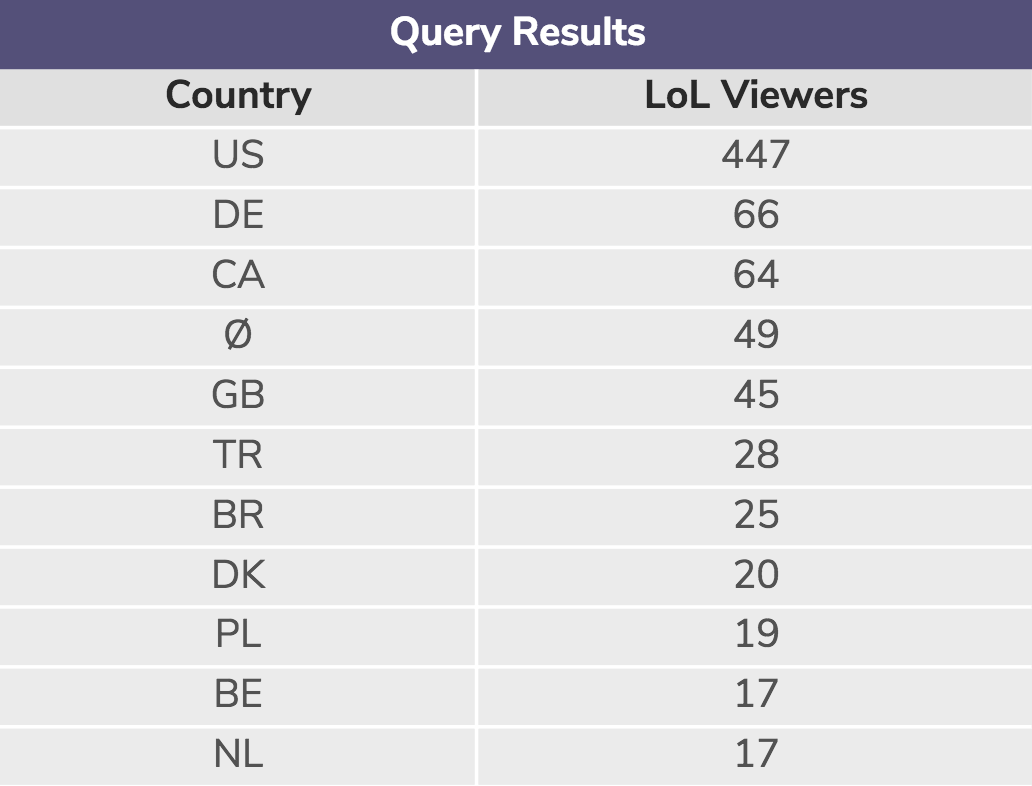 Query Results
Country LoL Viewers
US 447
DE 66
CA 64
Ø 49
GB 45
TR 28
BR 25
DK 20
PL 19
BE 17
NL 17